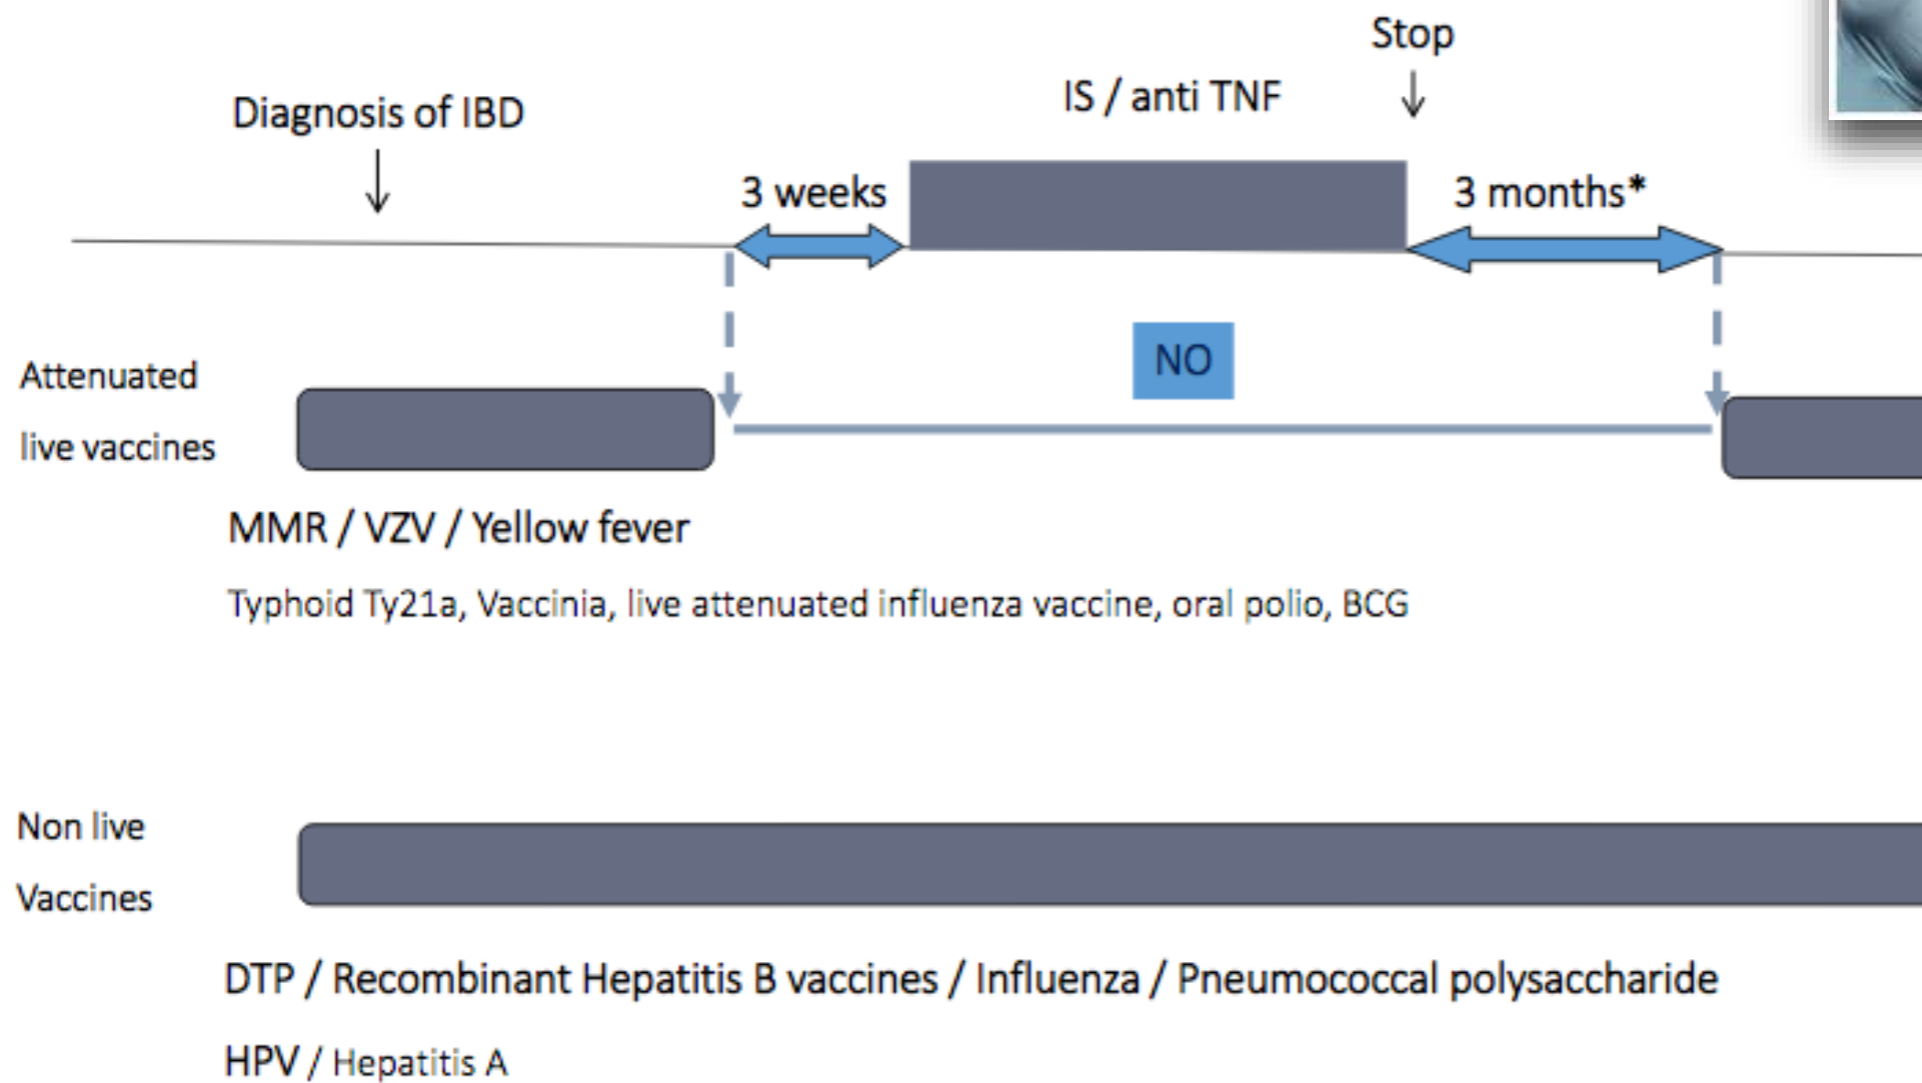 Stop
IS / anti TNF
Diagnosis of IBD
3 weeks
3 months*
NO
Attenuated
live vaccines
MMR / VZV / Yellow fever
Typhoid Ty21a, Vaccinia, live attenuated influenza vaccine, oral polio, BCG
Non live
Vaccines
DTP / Recombinant Hepatitis B vaccines / Influenza / Pneumococcal polysaccharide
HPV / Hepatitis A